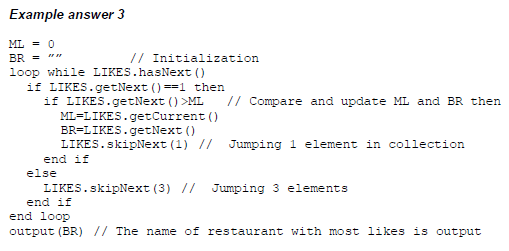 Example answer 3
ML = 0
BR = ""          // Initialization
loop while LIKES.hasNext()
  if LIKES.getNext()==1 then
    if LIKES.getNext()>ML   // Compare and update ML and BR then
      ML=LIKES.getCurrent()
      BR=LIKES.getNext()
      LIKES.skipNext(1) //  Jumping 1 element in collection
    end if
  else
    LIKES.skipNext(3) //  Jumping 3 elements
  end if
end loop
output(BR) // The name of restaurant with most likes is output